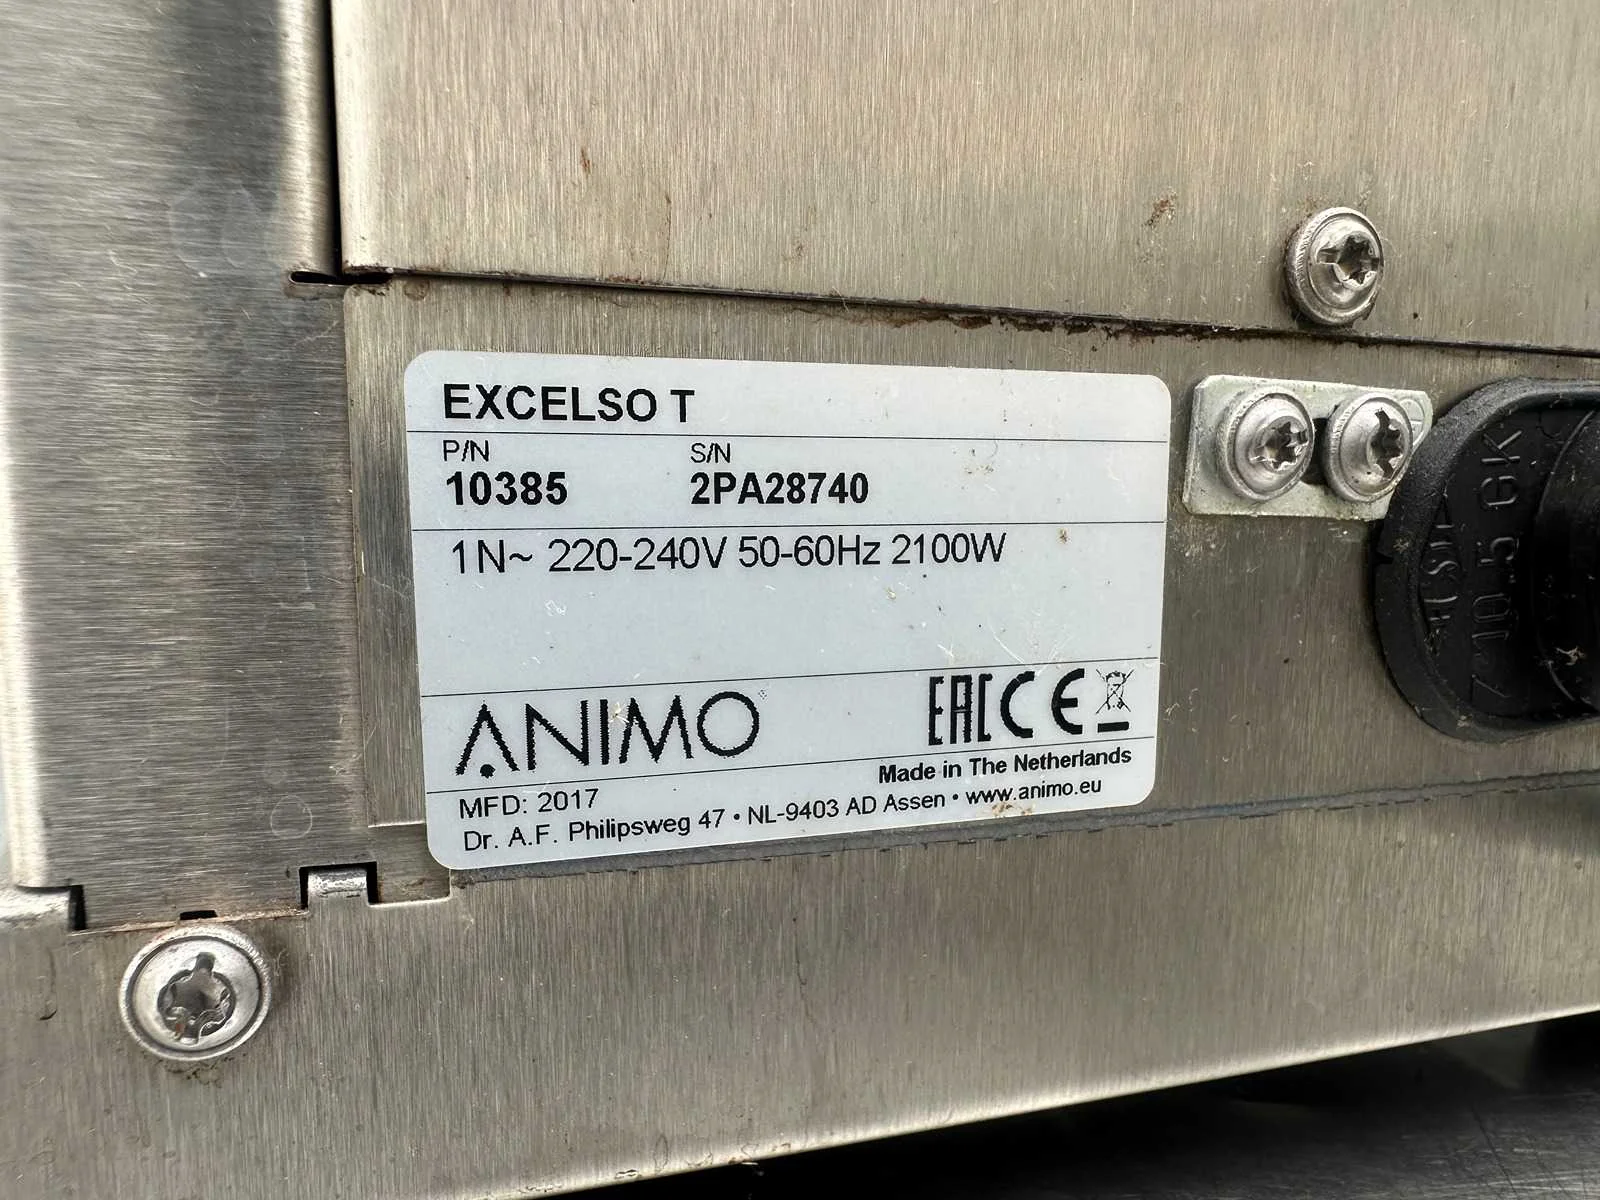 EXCELSO T
P/N S/N
10385 2PA28740
1N~ 220-240V 50-60Hz 2100W
ANIMO
EAC CE
Made in The Netherlands
MFD: 2017
Dr. A.F. Philipsweg 47 • NL-9403 AD Assen • www.animo.eu